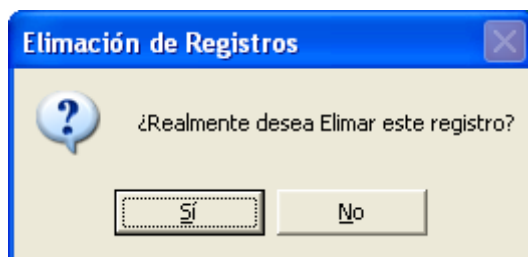 Elimación de Registros
¿Realmente desea Elimar este registro?
Sí
No